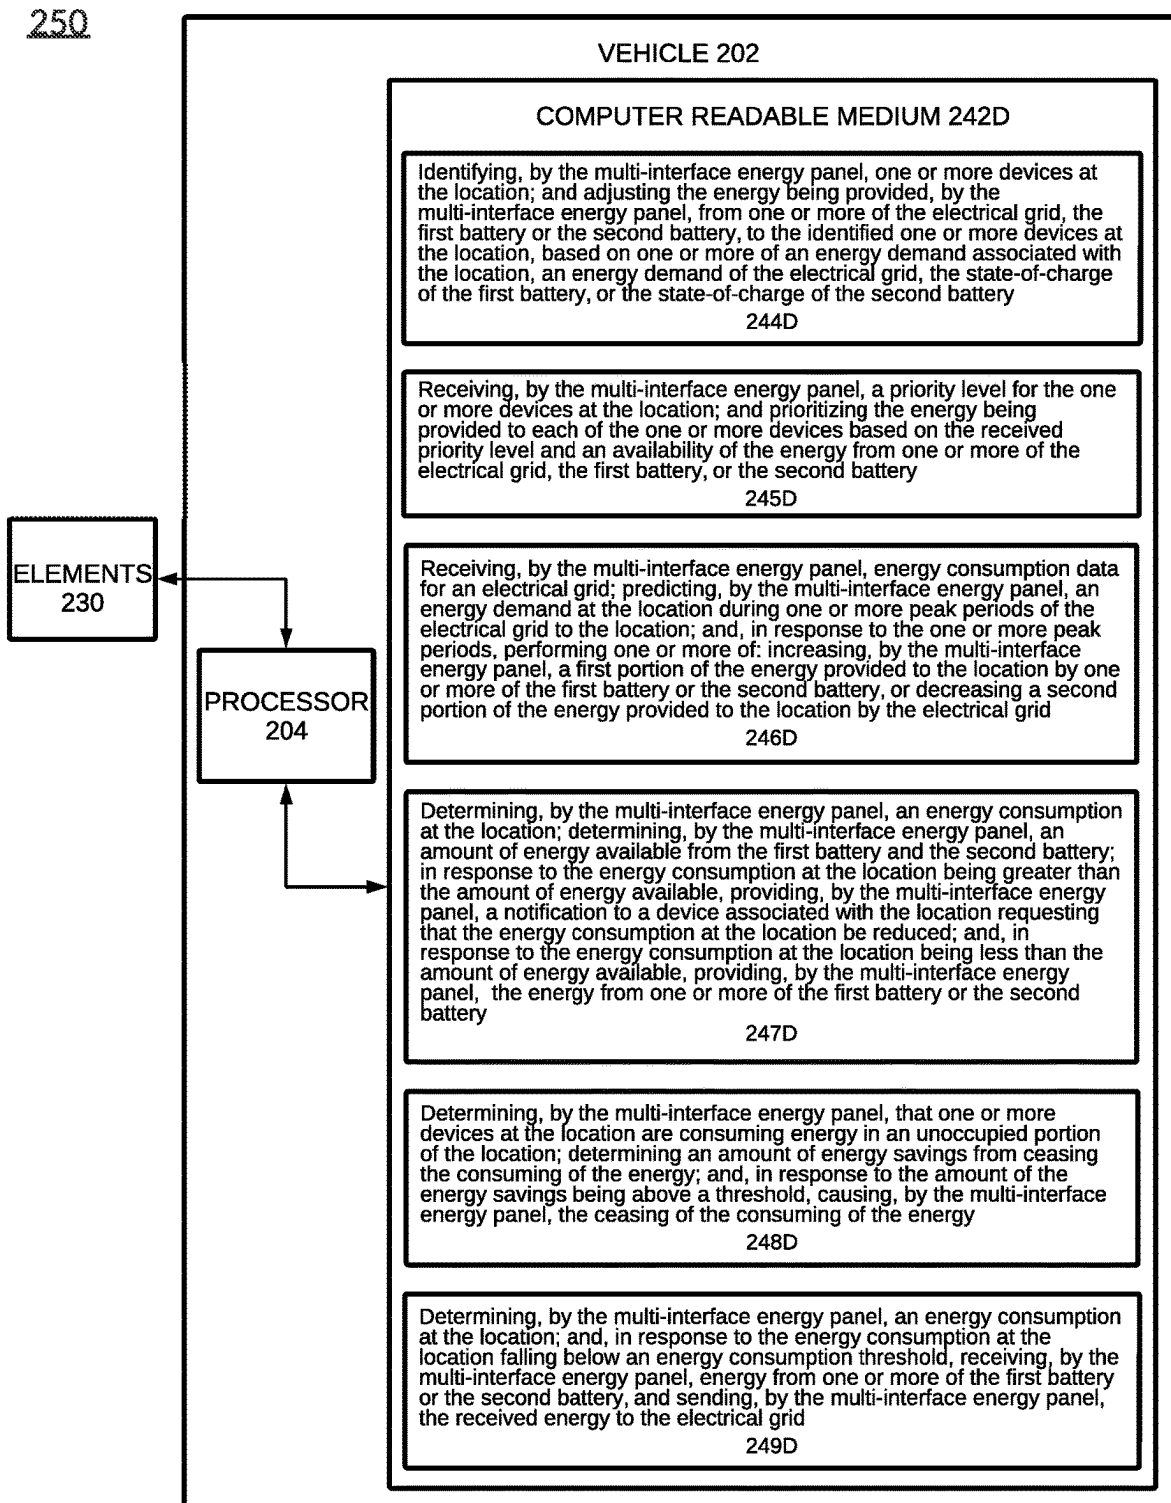 250
VEHICLE 202
COMPUTER READABLE MEDIUM 242D
Identifying, by the multi-interface energy panel, one or more devices at
the location; and adjusting the energy being provided, by the
multi-interface energy panel, from one or more of the electrical grid, the
first battery or the second battery, to the identified one or more devices at
the location, based on one or more of an energy demand associated with
the location, an energy demand of the electrical grid, the state-of-charge
of the first battery, or the state-of-charge of the second battery
244D
Receiving, by the multi-interface energy panel, a priority level for the one
or more devices at the location; and prioritizing the energy being
provided to each of the one or more devices based on the received
priority level and an availability of the energy from one or more of the
electrical grid, the first battery, or the second battery
245D
ELEMENTS
230
PROCESSOR
204
Receiving, by the multi-interface energy panel, energy consumption data
for an electrical grid; predicting, by the multi-interface energy panel, an
energy demand at the location during one or more peak periods of the
electrical grid to the location; and, in response to the one or more peak
periods, performing one or more of: increasing, by the multi-interface
energy panel, a first portion of the energy provided to the location by one
or more of the first battery or the second battery, or decreasing a second
portion of the energy provided to the location by the electrical grid
246D
Determining, by the multi-interface energy panel, an energy consumption
at the location; determining, by the multi-interface energy panel, an
amount of energy available from the first battery and the second battery;
in response to the energy consumption at the location being greater than
the amount of energy available, providing, by the multi-interface energy
panel, a notification to a device associated with the location requesting
that the energy consumption at the location be reduced; and, in
response to the energy consumption at the location being less than the
amount of energy available, providing, by the multi-interface energy
panel, the energy from one or more of the first battery or the second
battery
247D
Determining, by the multi-interface energy panel, that one or more
devices at the location are consuming energy in an unoccupied portion
of the location; determining an amount of energy savings from ceasing
the consuming of the energy; and, in response to the amount of the
energy savings being above a threshold, causing, by the multi-interface
energy panel, the ceasing of the consuming of the energy
248D
Determining, by the multi-interface energy panel, an energy consumption
at the location; and, in response to the energy consumption at the
location falling below an energy consumption threshold, receiving, by the
multi-interface energy panel, energy from one or more of the first battery
or the second battery, and sending, by the multi-interface energy panel,
the received energy to the electrical grid
249D